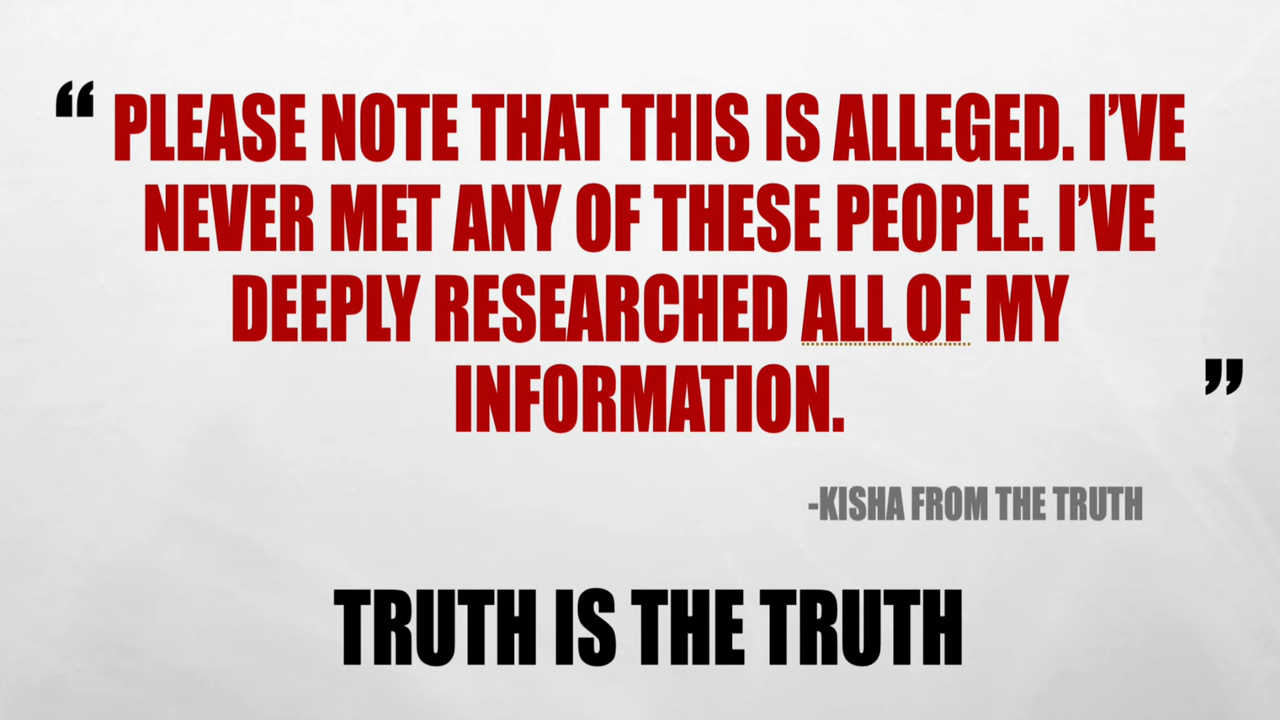 “ PLEASE NOTE THAT THIS IS ALLEGED. I’VE
NEVER MET ANY OF THESE PEOPLE. I’VE
DEEPLY RESEARCHED ALL OF MY
INFORMATION. ”
-KISHA FROM THE TRUTH
TRUTH IS THE TRUTH